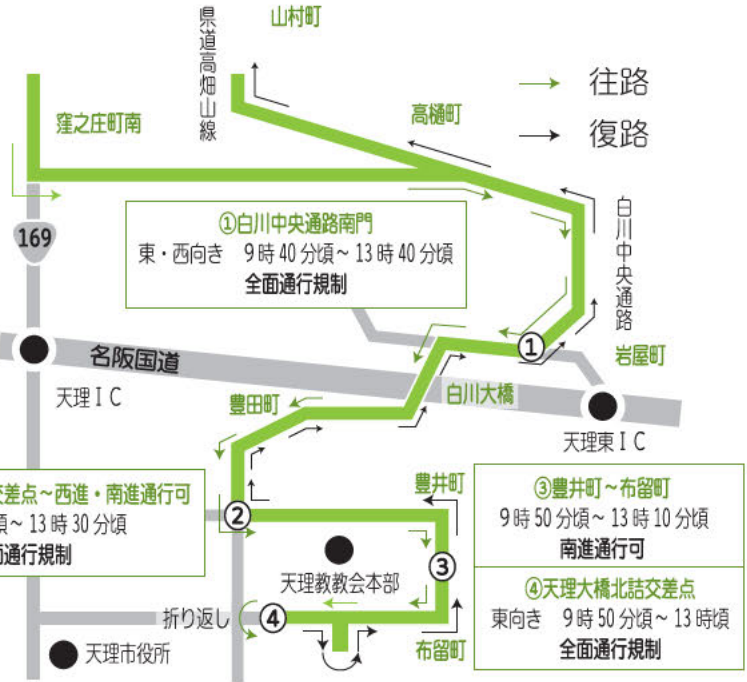 山村町
県道高畑山線
往路
復路
高樋町
窪之庄町南
①白川中央通路南門
東・西向き 9時40分頃~13時40分頃
全面通行規制
白川中央通路
169
①
岩屋町
名阪国道
天理IC
白川大橋
天理東IC
豊田町
交差点~西進・南進通行可
頃~13時30分頃
面通行規制
②
豊井町
③豊井町~布留町
9時50分頃~13時10分頃
南進通行可
③
天理教教会本部
④天理大橋北詰交差点
東向き 9時50分頃~13時頃
全面通行規制
折り返し
④
布留町
天理市役所